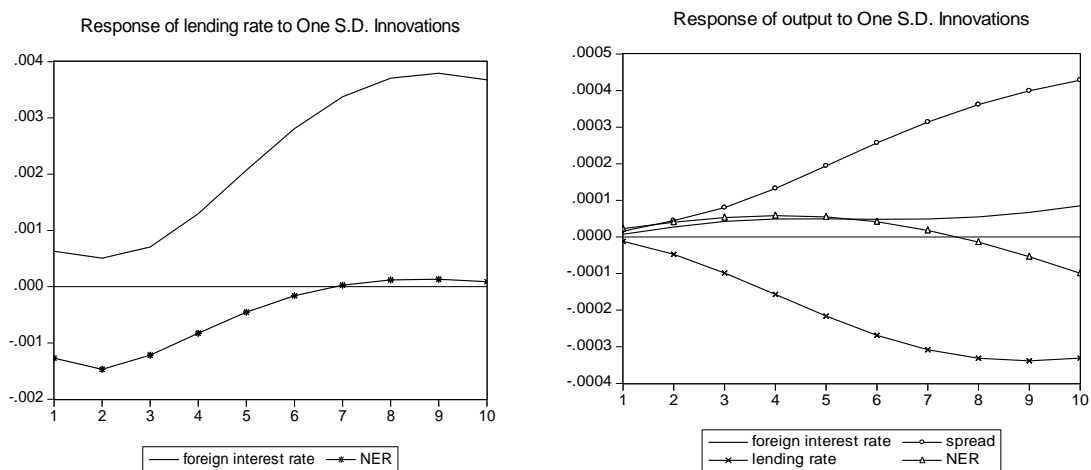 Response of lending rate to One S.D. Innovations
.004
.003
.002
.001
.000
-.001
-.002
1 2 3 4 5 6 7 8 9 10
foreign interest rate NER
Response of output to One S.D. Innovations
.0005
.0004
.0003
.0002
.0001
.0000
-.0001
-.0002
-.0003
-.0004
1 2 3 4 5 6 7 8 9 10
foreign interest rate spread
lending rate NER